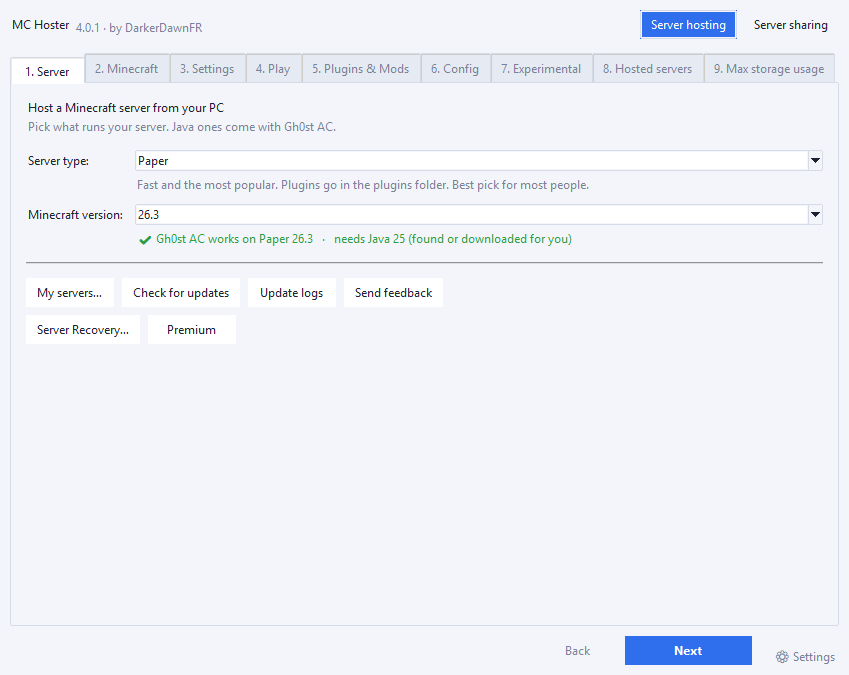 MC Hoster 4.0.1 · by DarkerDawnFR
Server hosting
Server sharing
1. Server
2. Minecraft
3. Settings
4. Play
5. Plugins & Mods
6. Config
7. Experimental
8. Hosted servers
9. Max storage usage
Host a Minecraft server from your PC
Pick what runs your server. Java ones come with Gh0st AC.
Server type:
Paper
Fast and the most popular. Plugins go in the plugins folder. Best pick for most people.
Minecraft version:
26.3
Gh0st AC works on Paper 26.3 · needs Java 25 (found or downloaded for you)
My servers...
Check for updates
Update logs
Send feedback
Server Recovery...
Premium
Back
Next
Settings